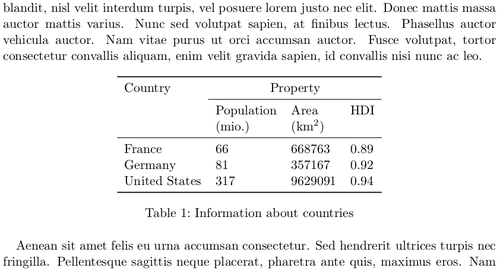 blandit, nisl velit interdum turpis, vel posuere lorem justo nec elit. Donec mattis massa
auctor mattis varius. Nunc sed volutpat sapien, at finibus lectus. Phasellus auctor
vehicula auctor. Nam vitae purus ut orci accumsan auctor. Fusce volutpat, tortor
consectetur convallis aliquam, enim velit gravida sapien, id convallis nisi nunc ac leo.
Country Property
Population Area HDI
(mio.) (km²)
France 66 668763 0.89
Germany 81 357167 0.92
United States 317 9629091 0.94
Table 1: Information about countries
Aenean sit amet felis eu urna accumsan consectetur. Sed hendrerit ultrices turpis nec
fringilla. Pellentesque sagittis neque placerat, pharetra ante quis, maximus eros. Nam